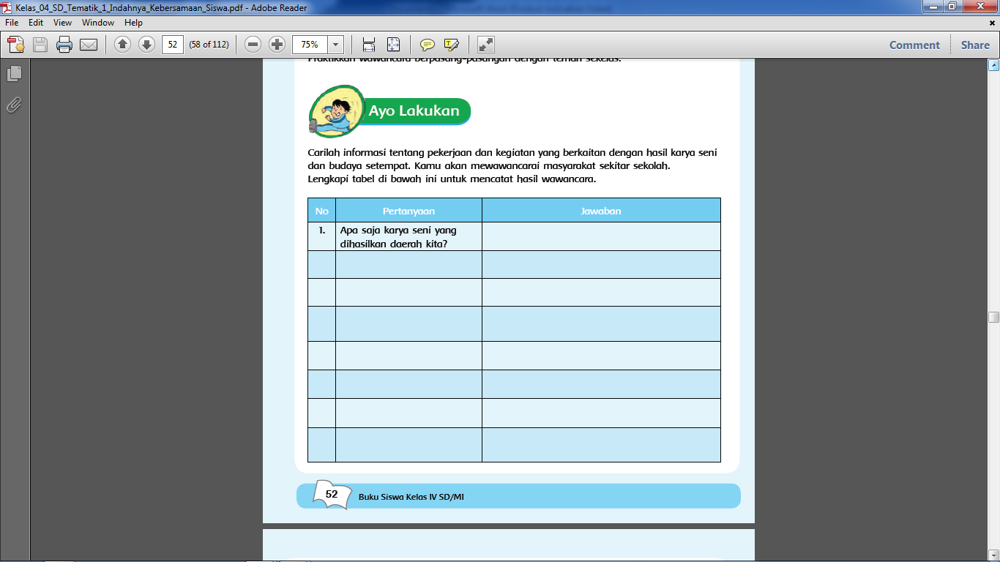 Kelas_04_SD_Tematik_1_Indahnya_Kebersamaan_Siswa.pdf - Adobe Reader
File Edit View Window Help
52 (58 of 112) 75% Comment Share
Praktikkan wawancara berpasang-pasangan dengan teman sekelas.
Ayo Lakukan
Carilah informasi tentang pekerjaan dan kegiatan yang berkaitan dengan hasil karya seni
dan budaya setempat. Kamu akan mewawancarai masyarakat sekitar sekolah.
Lengkapi tabel di bawah ini untuk mencatat hasil wawancara.
No Pertanyaan Jawaban
1. Apa saja karya seni yang
dihasilkan daerah kita?
52 Buku Siswa Kelas IV SD/MI